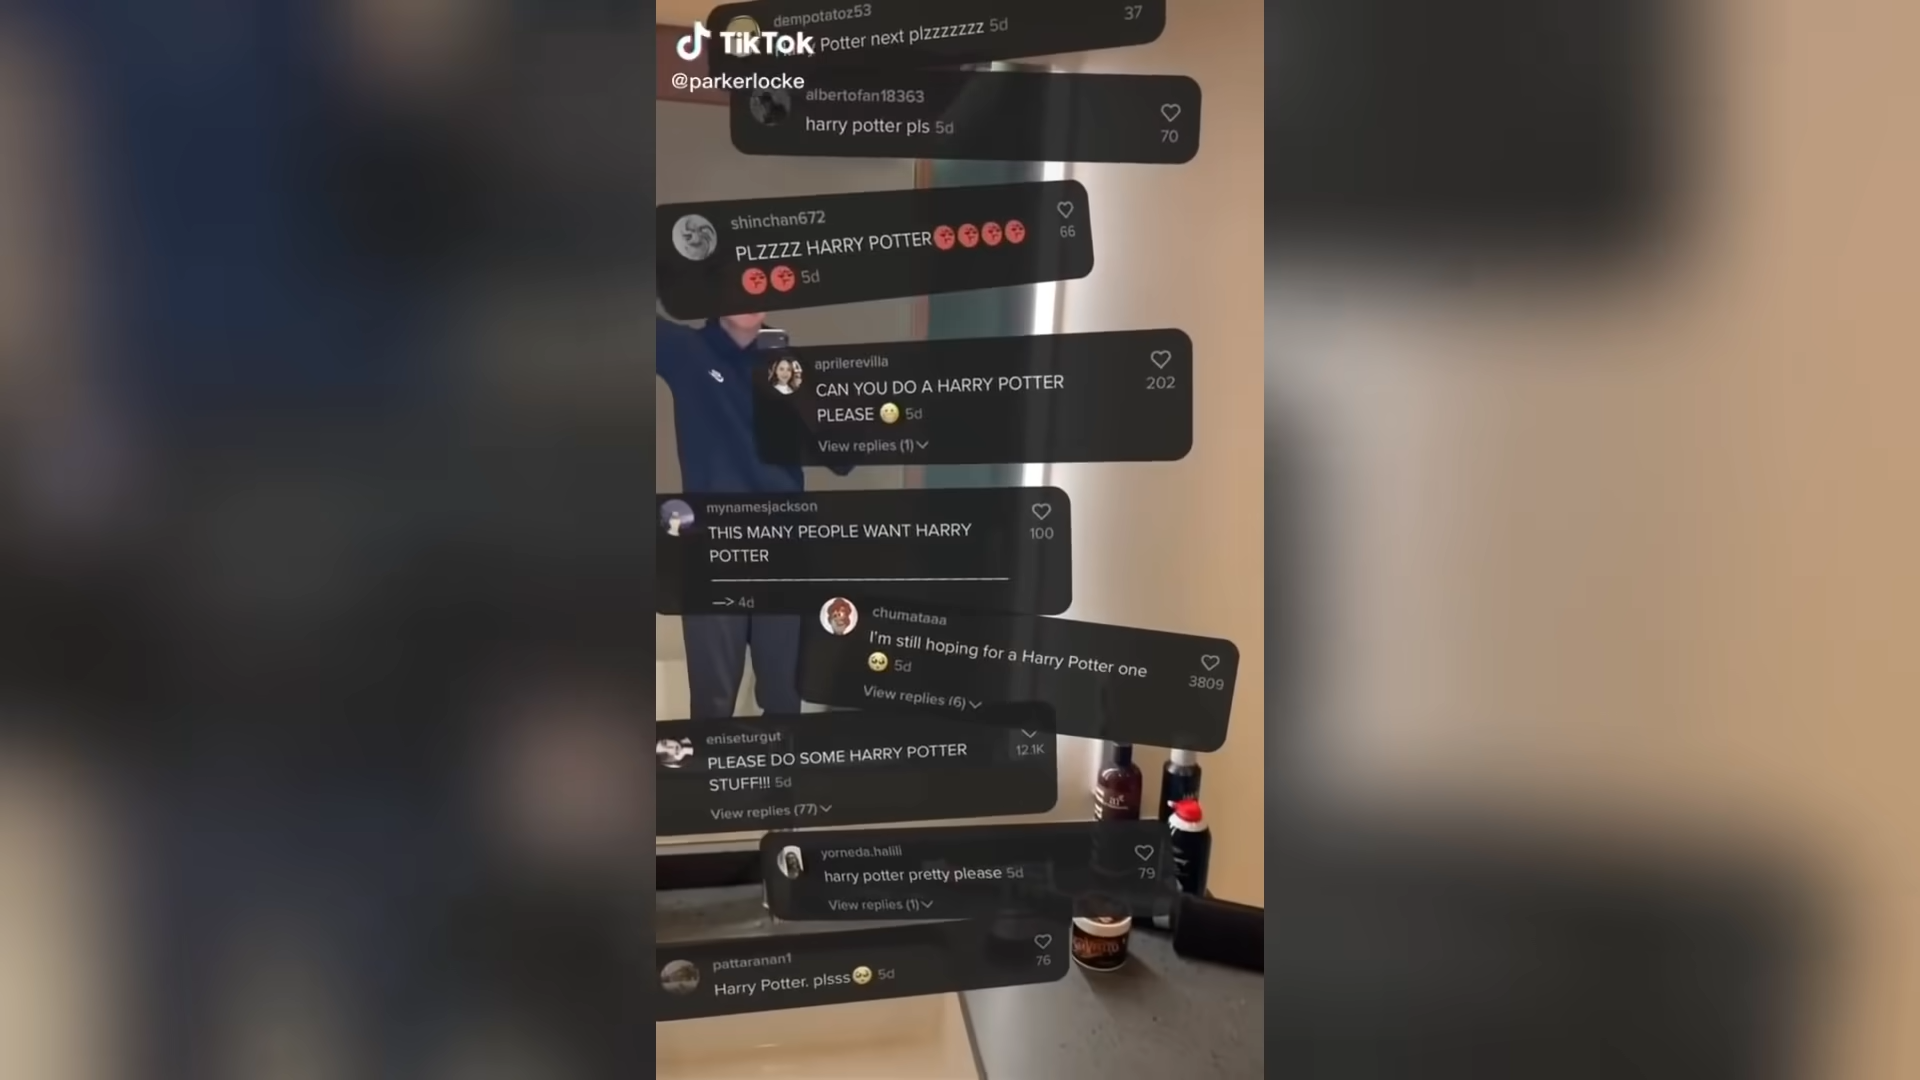 dempotatoz53
37
TikTok
Potter next plzzzzzzz 5d
@parkerlocke
albertofan18363
harry potter pls 5d
70
shinchan672
PLZZZZ HARRY POTTER😡😡😡😡
66
😡😡 5d
aprilerevilla
CAN YOU DO A HARRY POTTER
202
PLEASE 😬 5d
View replies (1)
mynamesjackson
THIS MANY PEOPLE WANT HARRY
100
POTTER
—> 4d
chumataaa
I'm still hoping for a Harry Potter one
🥺 5d
3809
View replies (6)
eniseturgut
PLEASE DO SOME HARRY POTTER
12.1K
STUFF!!! 5d
View replies (77)
yorneda.halili
harry potter pretty please 5d
79
View replies (1)
pattaranan1
Harry Potter. plsss🥺 5d
76